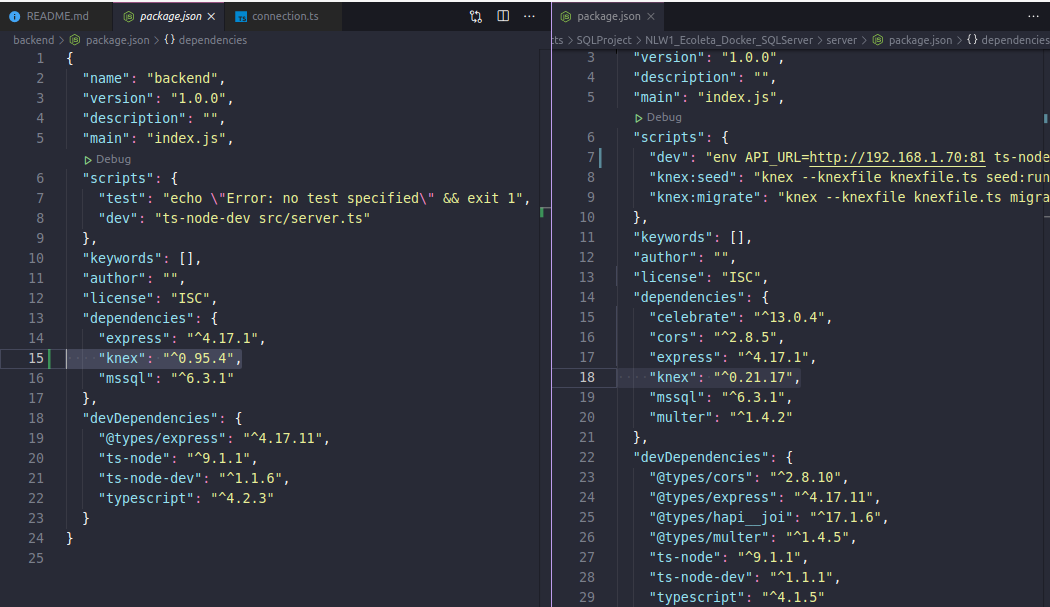 README.md
package.json
connection.ts
backend > package.json > {} dependencies
1 {
2 "name": "backend",
3 "version": "1.0.0",
4 "description": "",
5 "main": "index.js",
Debug
6 "scripts": {
7 "test": "echo \"Error: no test specified\" && exit 1",
8 "dev": "ts-node-dev src/server.ts"
9 },
10 "keywords": [],
11 "author": "",
12 "license": "ISC",
13 "dependencies": {
14 "express": "^4.17.1",
15 "knex": "^0.95.4",
16 "mssql": "^6.3.1"
17 },
18 "devDependencies": {
19 "@types/express": "^4.17.11",
20 "ts-node": "^9.1.1",
21 "ts-node-dev": "^1.1.6",
22 "typescript": "^4.2.3"
23 }
24 }
25
package.json
ts > SQLProject > NLW1_Ecoleta_Docker_SQLServer > server > package.json > {} dependencies
3 "version": "1.0.0",
4 "description": "",
5 "main": "index.js",
Debug
6 "scripts": {
7 "dev": "env API_URL=http://192.168.1.70:81 ts-node
8 "knex:seed": "knex --knexfile knexfile.ts seed:run
9 "knex:migrate": "knex --knexfile knexfile.ts migra
10 },
11 "keywords": [],
12 "author": "",
13 "license": "ISC",
14 "dependencies": {
15 "celebrate": "^13.0.4",
16 "cors": "^2.8.5",
17 "express": "^4.17.1",
18 "knex": "^0.21.17",
19 "mssql": "^6.3.1",
20 "multer": "^1.4.2"
21 },
22 "devDependencies": {
23 "@types/cors": "^2.8.10",
24 "@types/express": "^4.17.11",
25 "@types/hapi__joi": "^17.1.6",
26 "@types/multer": "^1.4.5",
27 "ts-node": "^9.1.1",
28 "ts-node-dev": "^1.1.1",
29 "typescript": "^4.1.5"